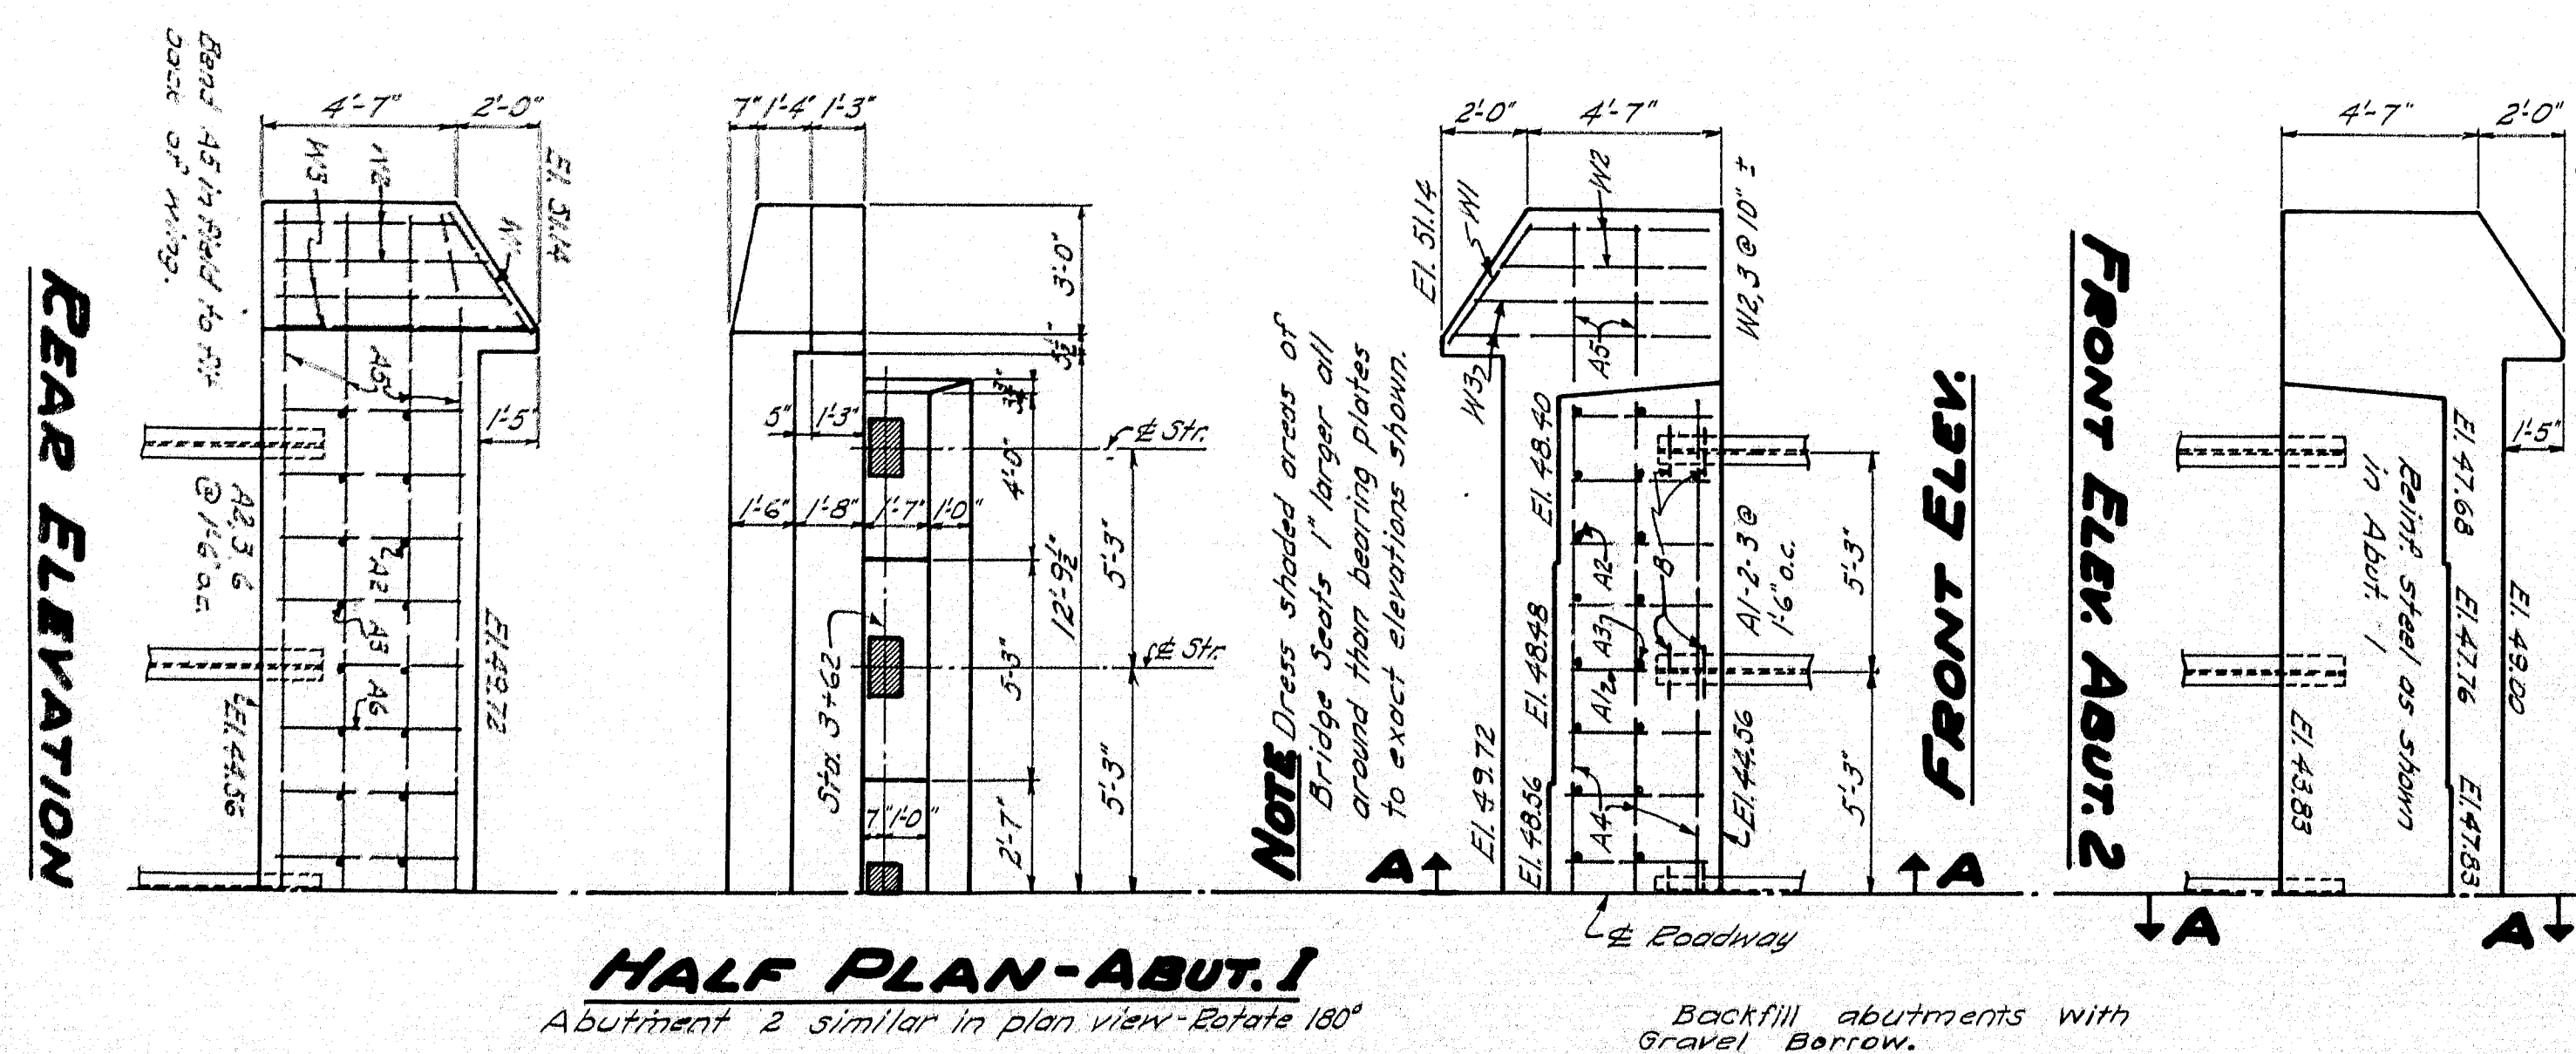 REAR ELEVATION
Bend A5 in field to fit
back of wing.
4'-7"
2'-0"
W3
W2
W1
El. 51.14
A5
1'-5"
A2, 3, 6
@ 1'-6" o.c.
A2
A3
A6
El. 49.72
El. 44.56
7"
1'-4"
1'-3"
3'-0"
5½"
3¾"
5"
1'-3"
℄ Str.
4'-0"
1'-6"
1'-8"
1'-7"
1'-0"
12'-9½"
5'-3"
Sta. 3+62
5'-3"
℄ Str.
7"
1'-0"
2'-7"
5'-3"
HALF PLAN-ABUT. 1
Abutment 2 similar in plan view-Rotate 180°
NOTE Dress shaded areas of
Bridge Seats 1" larger all
around than bearing plates
to exact elevations shown.
2'-0"
4'-7"
El. 51.14
W1
W2
W2, 3 @ 10" ±
W3
A5
El. 48.40
El. 48.48
El. 48.56
El. 49.72
A2
A3
A1
A4
B
A1-2-3 @
1'-6" o.c.
El. 44.56
5'-3"
5'-3"
A
A
℄ Roadway
FRONT ELEV.
Backfill abutments with
Gravel Borrow.
FRONT ELEV. ABUT. 2
4'-7"
2'-0"
1'-5"
El. 47.68
El. 47.76
El. 47.83
El. 49.00
Reinf. steel as shown
in Abut. 1
El. 43.83
A
A